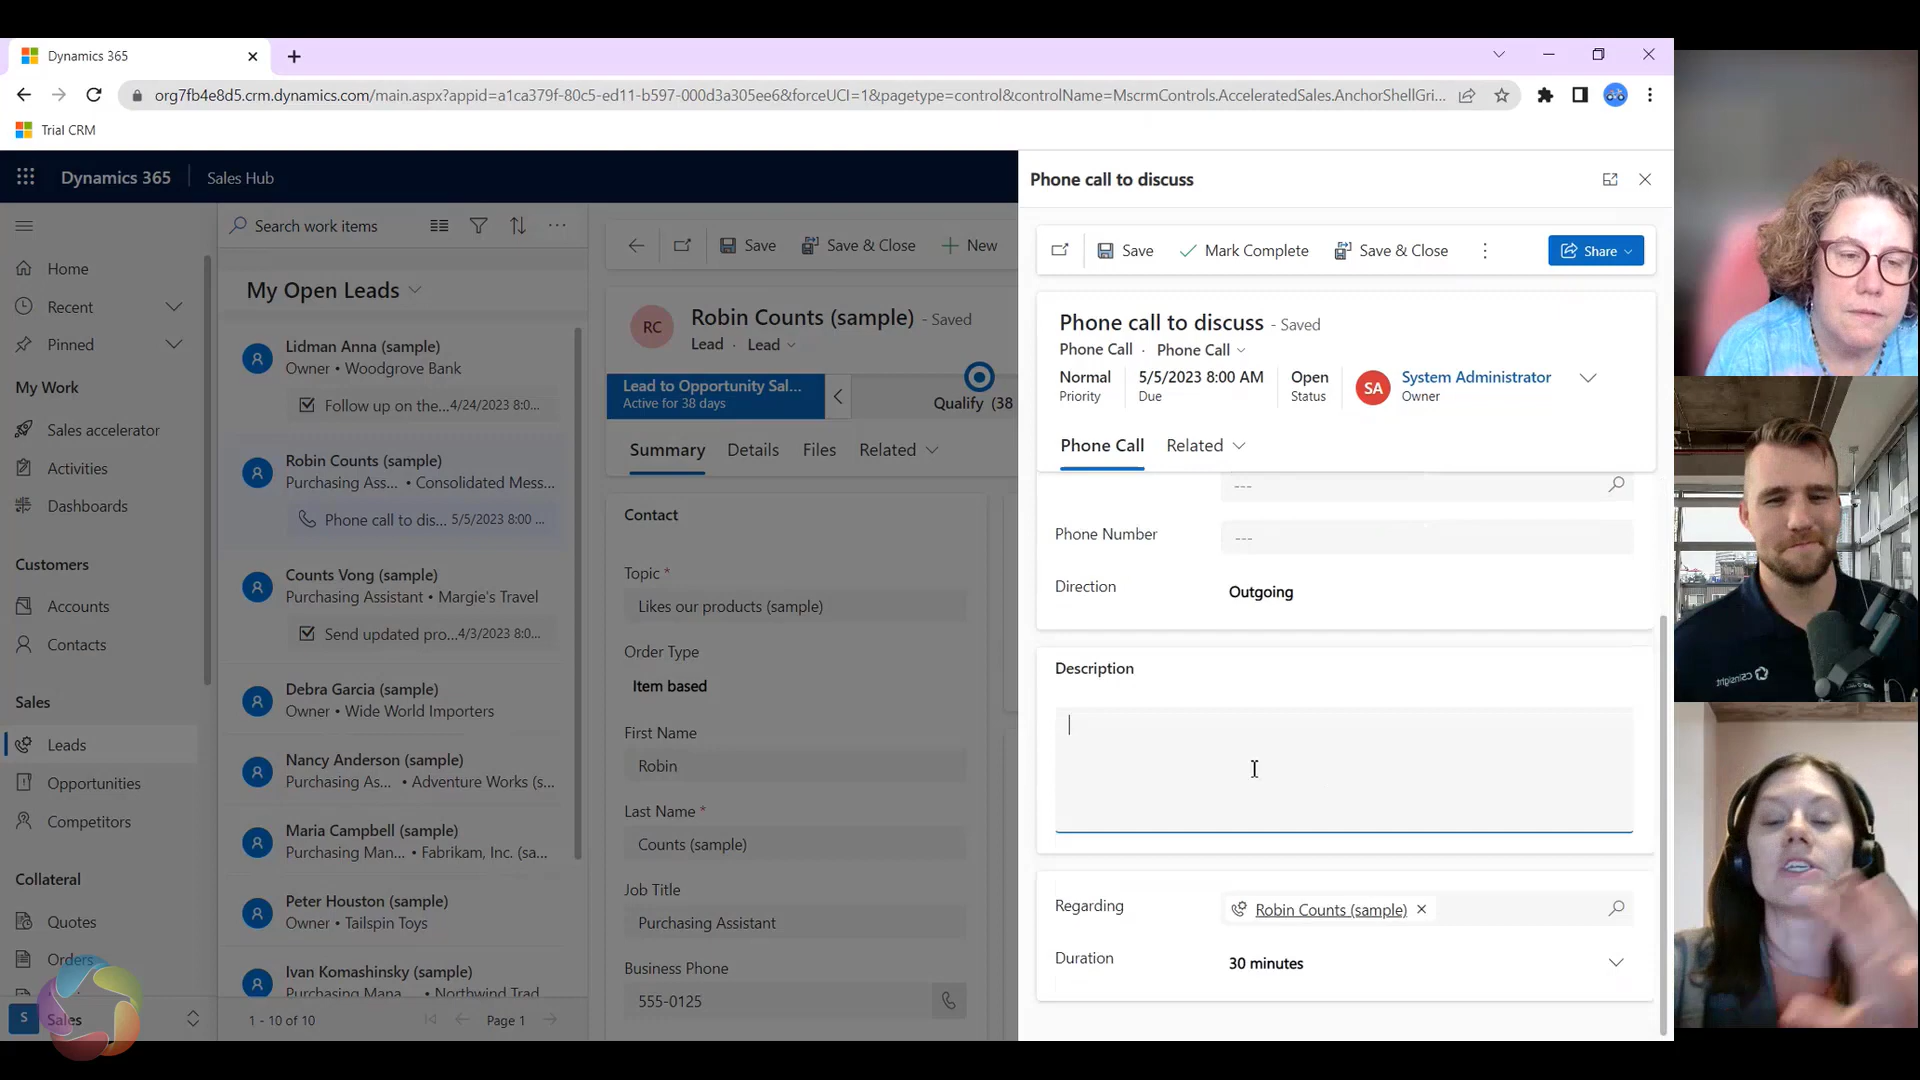 Dynamics 365
org7fb4e8d5.crm.dynamics.com/main.aspx?appid=a1ca379f-80c5-ed11-b597-000d3a305ee6&forceUCI=1&pagetype=control&controlName=MscrmControls.AcceleratedSales.AnchorShellGri...
Trial CRM
Dynamics 365
Sales Hub
Home
Recent
Pinned
My Work
Sales accelerator
Activities
Dashboards
Customers
Accounts
Contacts
Sales
Leads
Opportunities
Competitors
Collateral
Quotes
Orders
S
Sales
Search work items
My Open Leads
Lidman Anna (sample)
Owner • Woodgrove Bank
Follow up on the... 4/24/2023 8:0...
Robin Counts (sample)
Purchasing Ass... • Consolidated Mess...
Phone call to dis... 5/5/2023 8:00 ...
Counts Vong (sample)
Purchasing Assistant • Margie's Travel
Send updated pro... 4/3/2023 8:0...
Debra Garcia (sample)
Owner • Wide World Importers
Nancy Anderson (sample)
Purchasing As... • Adventure Works (s...
Maria Campbell (sample)
Purchasing Man... • Fabrikam, Inc. (sa...
Peter Houston (sample)
Owner • Tailspin Toys
Ivan Komashinsky (sample)
Purchasing Mana... • Northwind Trad
1 - 10 of 10
Page 1
Save
Save & Close
New
RC
Robin Counts (sample) - Saved
Lead · Lead
Lead to Opportunity Sal...
Active for 38 days
Qualify (38
Summary
Details
Files
Related
Contact
Topic *
Likes our products (sample)
Order Type
Item based
First Name
Robin
Last Name *
Counts (sample)
Job Title
Purchasing Assistant
Business Phone
555-0125
Phone call to discuss
Save
Mark Complete
Save & Close
Share
Phone call to discuss - Saved
Phone Call · Phone Call
Normal
Priority
5/5/2023 8:00 AM
Due
Open
Status
SA
System Administrator
Owner
Phone Call
Related
---
Phone Number
---
Direction
Outgoing
Description
Regarding
Robin Counts (sample)
Duration
30 minutes